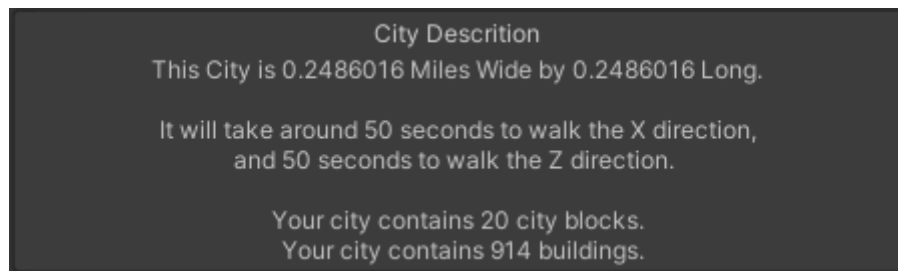 City Descrition
This City is 0.2486016 Miles Wide by 0.2486016 Long.
It will take around 50 seconds to walk the X direction,
and 50 seconds to walk the Z direction.
Your city contains 20 city blocks.
Your city contains 914 buildings.